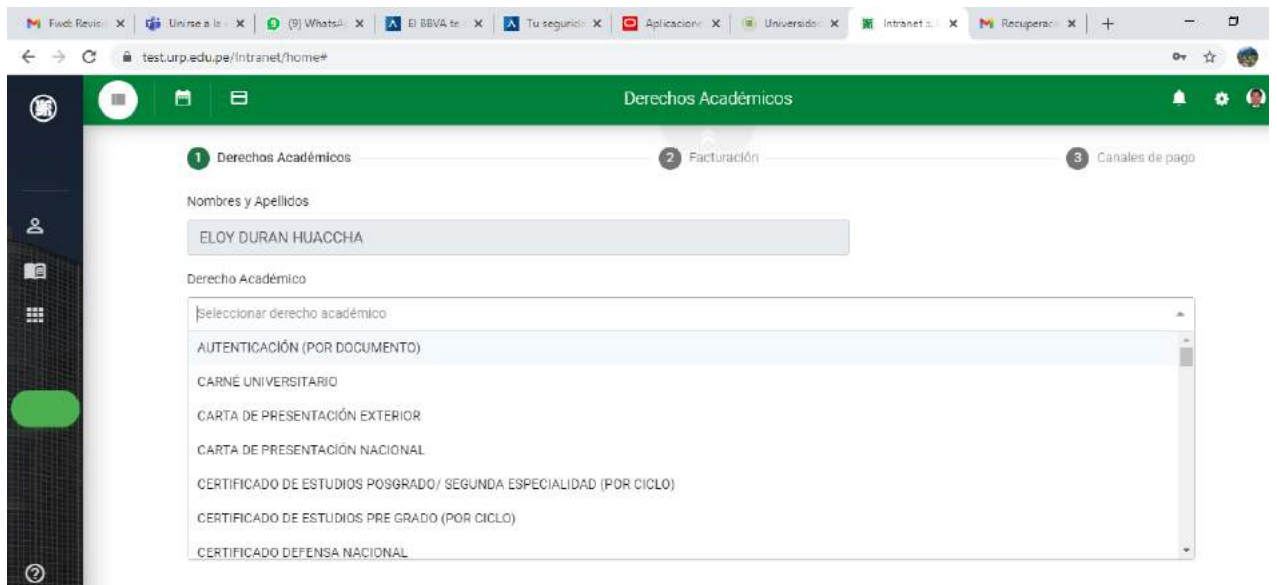 Fwd: Revisi
Unirse a la
(9) WhatsA
El BBVA te
Tu segurid
Aplicacione
Universidad
Intranet
Recuperac
test.urp.edu.pe/Intranet/home#
Derechos Académicos
1 Derechos Académicos
2 Facturación
3 Canales de pago
Nombres y Apellidos
ELOY DURAN HUACCHA
Derecho Académico
Seleccionar derecho académico
AUTENTICACIÓN (POR DOCUMENTO)
CARNÉ UNIVERSITARIO
CARTA DE PRESENTACIÓN EXTERIOR
CARTA DE PRESENTACIÓN NACIONAL
CERTIFICADO DE ESTUDIOS POSGRADO/ SEGUNDA ESPECIALIDAD (POR CICLO)
CERTIFICADO DE ESTUDIOS PRE GRADO (POR CICLO)
CERTIFICADO DEFENSA NACIONAL